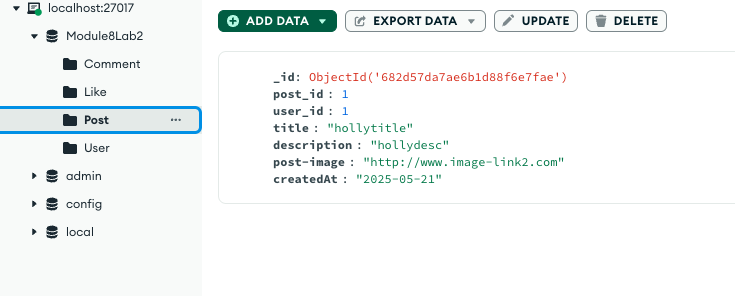 localhost:27017
Module8Lab2
Comment
Like
Post
User
admin
config
local
ADD DATA EXPORT DATA UPDATE DELETE
_id: ObjectId('682d57da7ae6b1d88f6e7fae')
post_id : 1
user_id : 1
title : "hollytitle"
description : "hollydesc"
post-image : "http://www.image-link2.com"
createdAt : "2025-05-21"